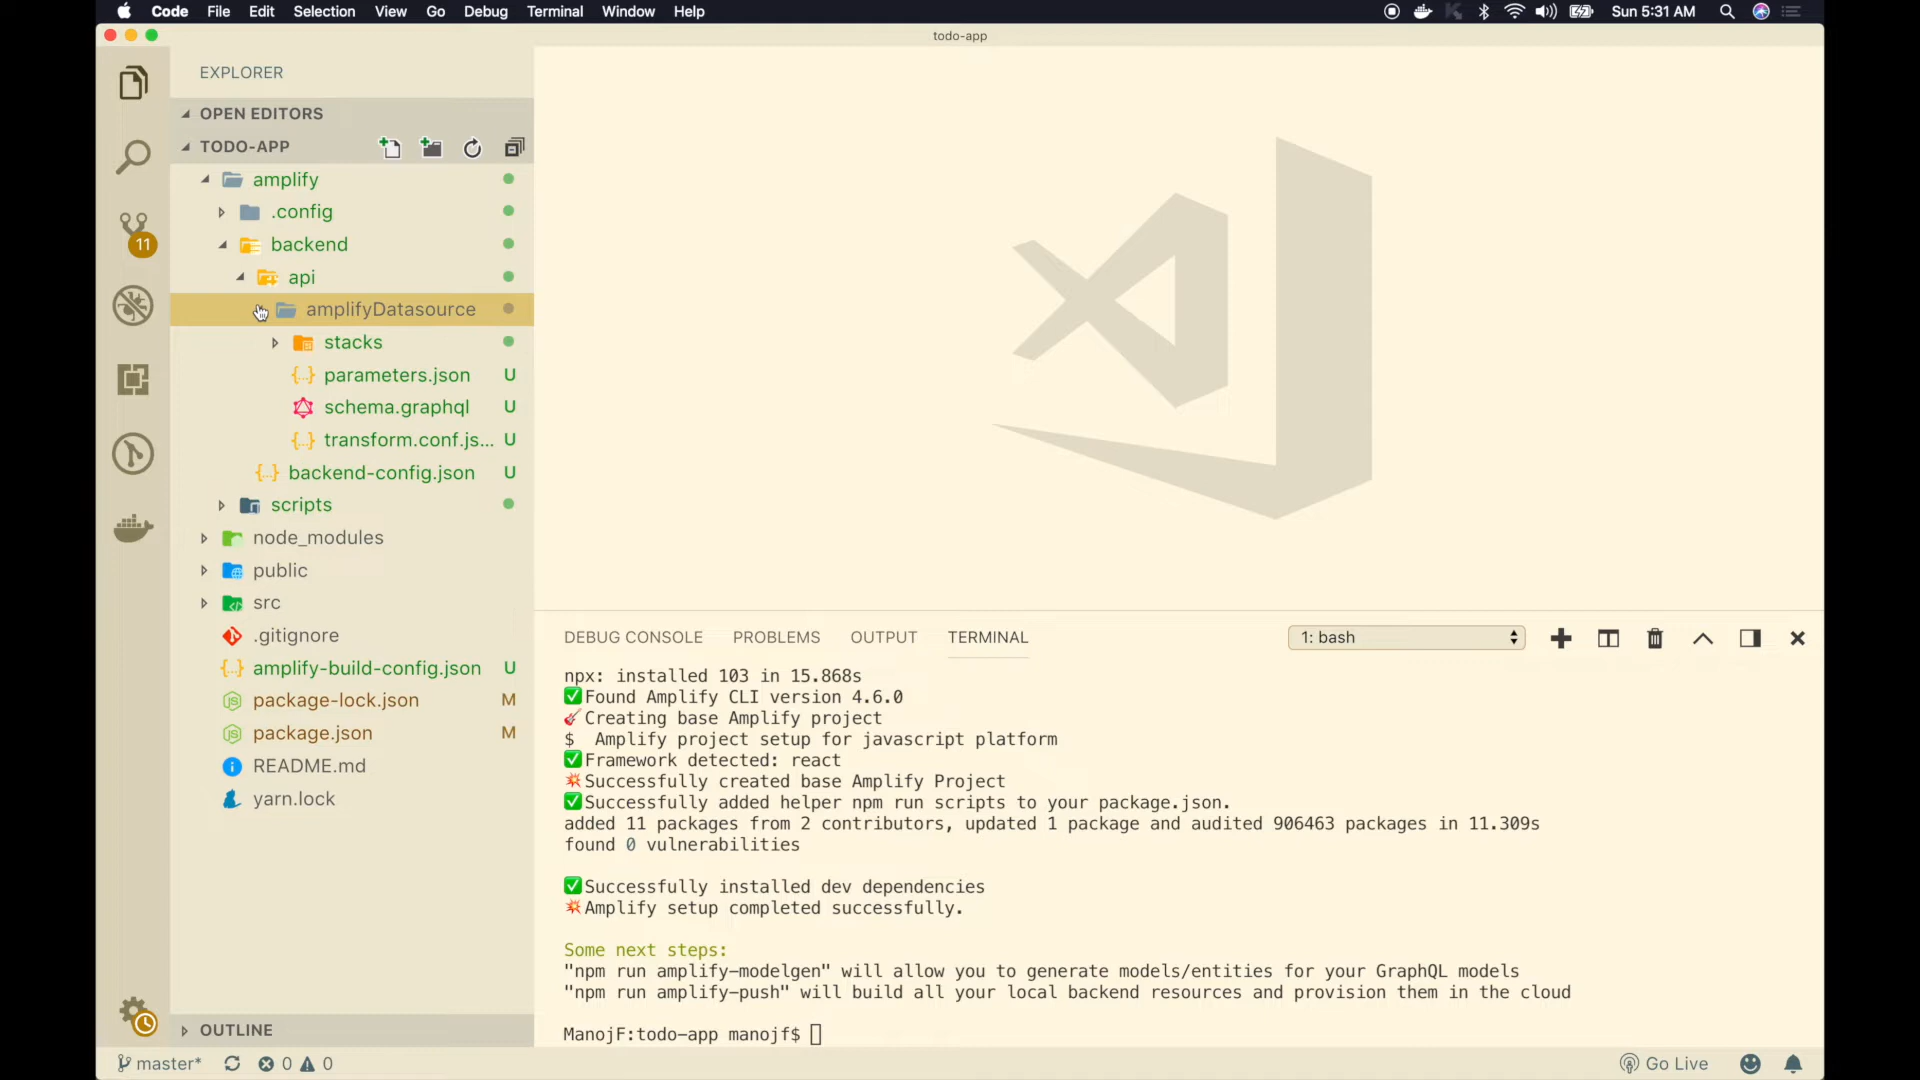 Code File Edit Selection View Go Debug Terminal Window Help Sun 5:31 AM
todo-app
EXPLORER
OPEN EDITORS
TODO-APP
amplify
.config
backend
api
amplifyDatasource
stacks
parameters.json U
schema.graphql U
transform.conf.js... U
backend-config.json U
scripts
node_modules
public
src
.gitignore
amplify-build-config.json U
package-lock.json M
package.json M
README.md
yarn.lock
OUTLINE
11
DEBUG CONSOLE PROBLEMS OUTPUT TERMINAL 1: bash
npx: installed 103 in 15.868s
✅Found Amplify CLI version 4.6.0
🎸Creating base Amplify project
$  Amplify project setup for javascript platform
✅Framework detected: react
💥Successfully created base Amplify Project
✅Successfully added helper npm run scripts to your package.json.
added 11 packages from 2 contributors, updated 1 package and audited 906463 packages in 11.309s
found 0 vulnerabilities
✅Successfully installed dev dependencies
💥Amplify setup completed successfully.
Some next steps:
"npm run amplify-modelgen" will allow you to generate models/entities for your GraphQL models
"npm run amplify-push" will build all your local backend resources and provision them in the cloud
ManojF:todo-app manojf$
master* 0 0 Go Live